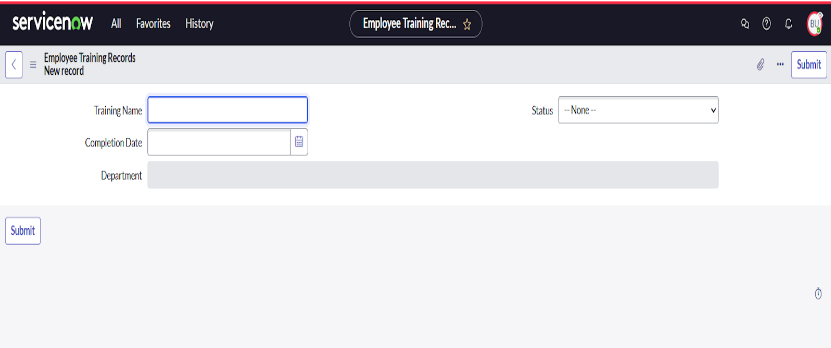 servicenow All Favorites History Employee Training Rec... BU
Employee Training Records
New record
Submit
Training Name
Status -- None --
Completion Date
Department
Submit